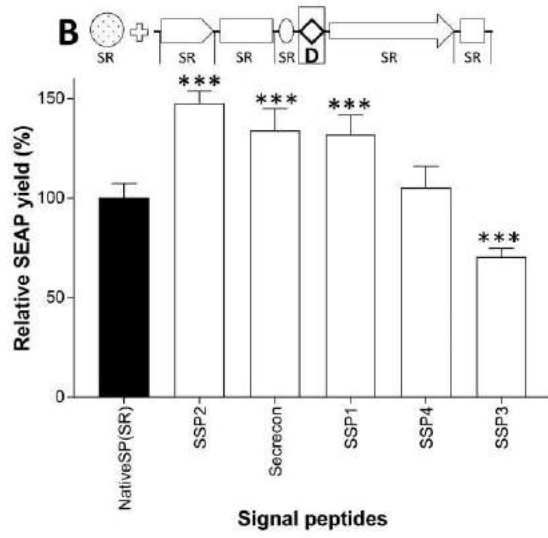 B
SR SR SR SR D SR SR
Relative SEAP yield (%)
150
100
50
0
***
***
***
***
NativeSP(SR)
SSP2
Secrecon
SSP1
SSP4
SSP3
Signal peptides